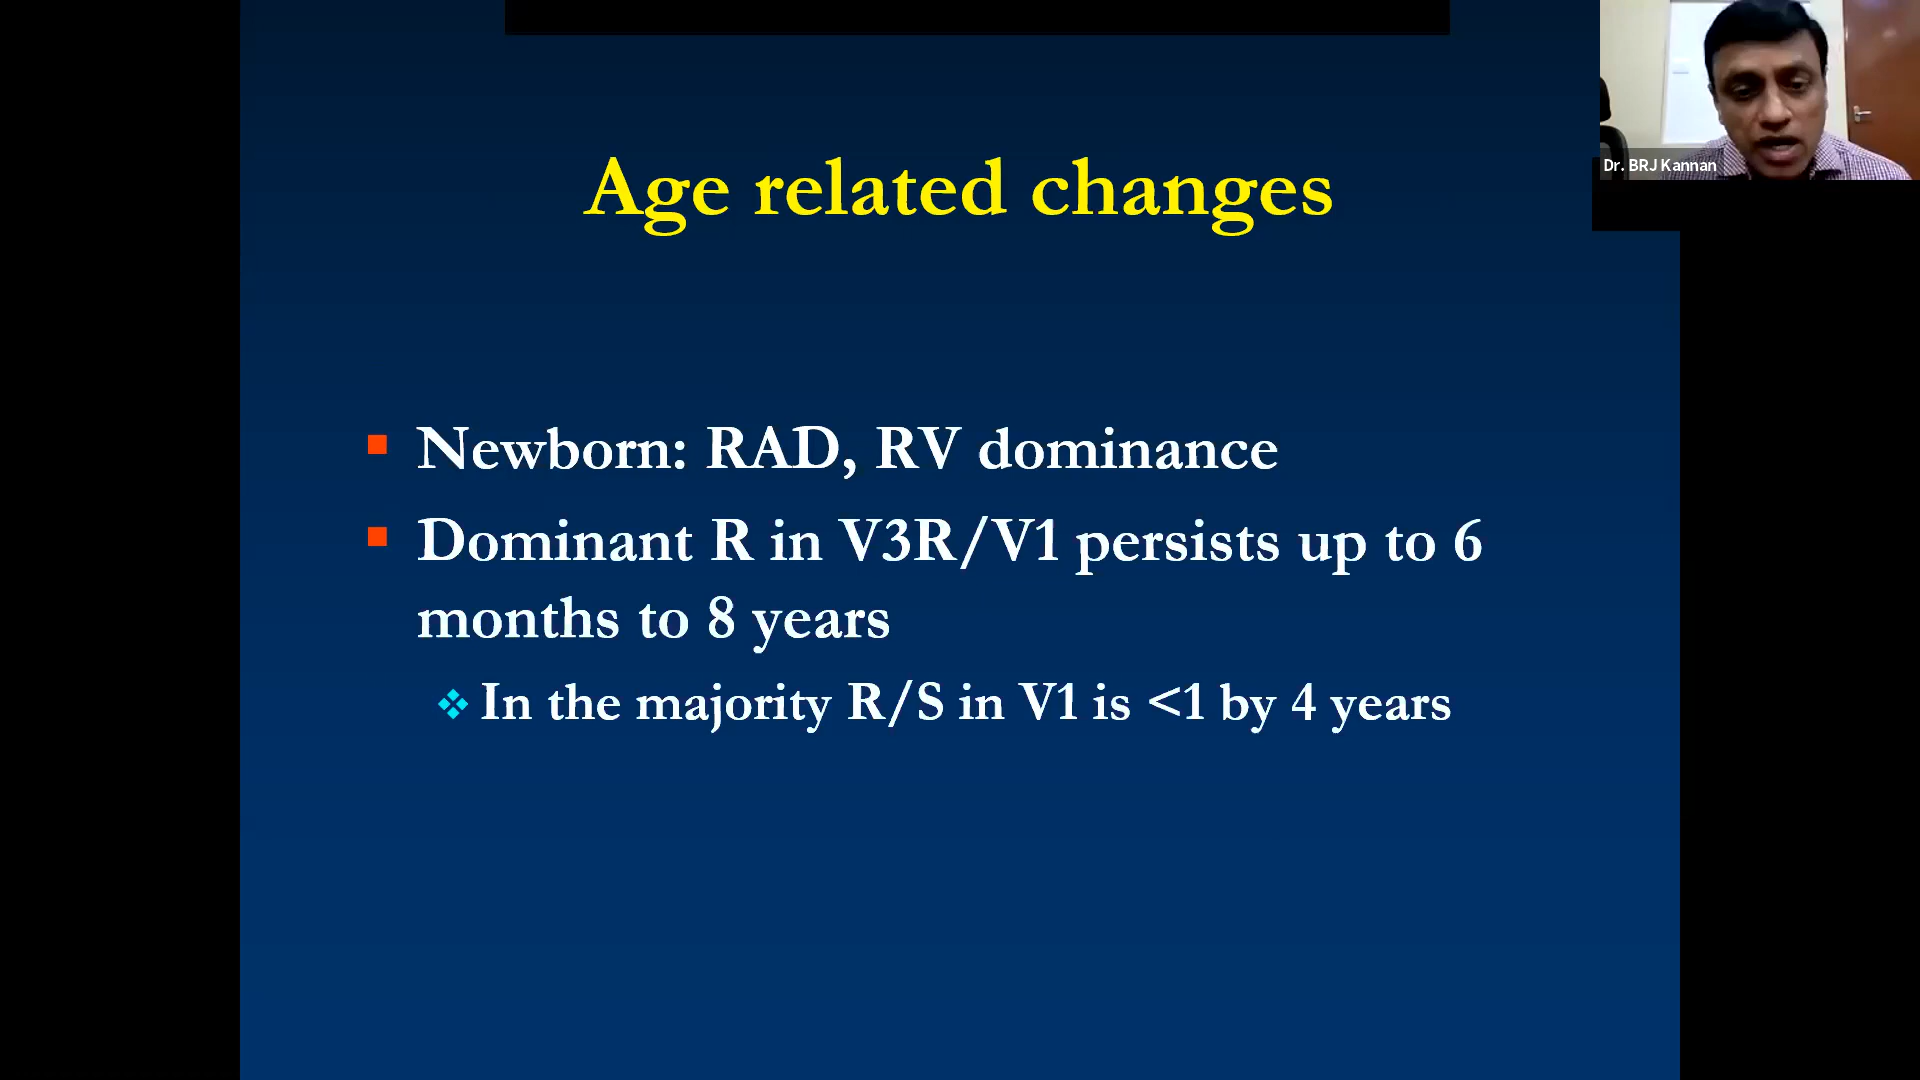 Dr. BRJ Kannan
Age related changes
Newborn: RAD, RV dominance
Dominant R in V3R/V1 persists up to 6
months to 8 years
In the majority R/S in V1 is <1 by 4 years